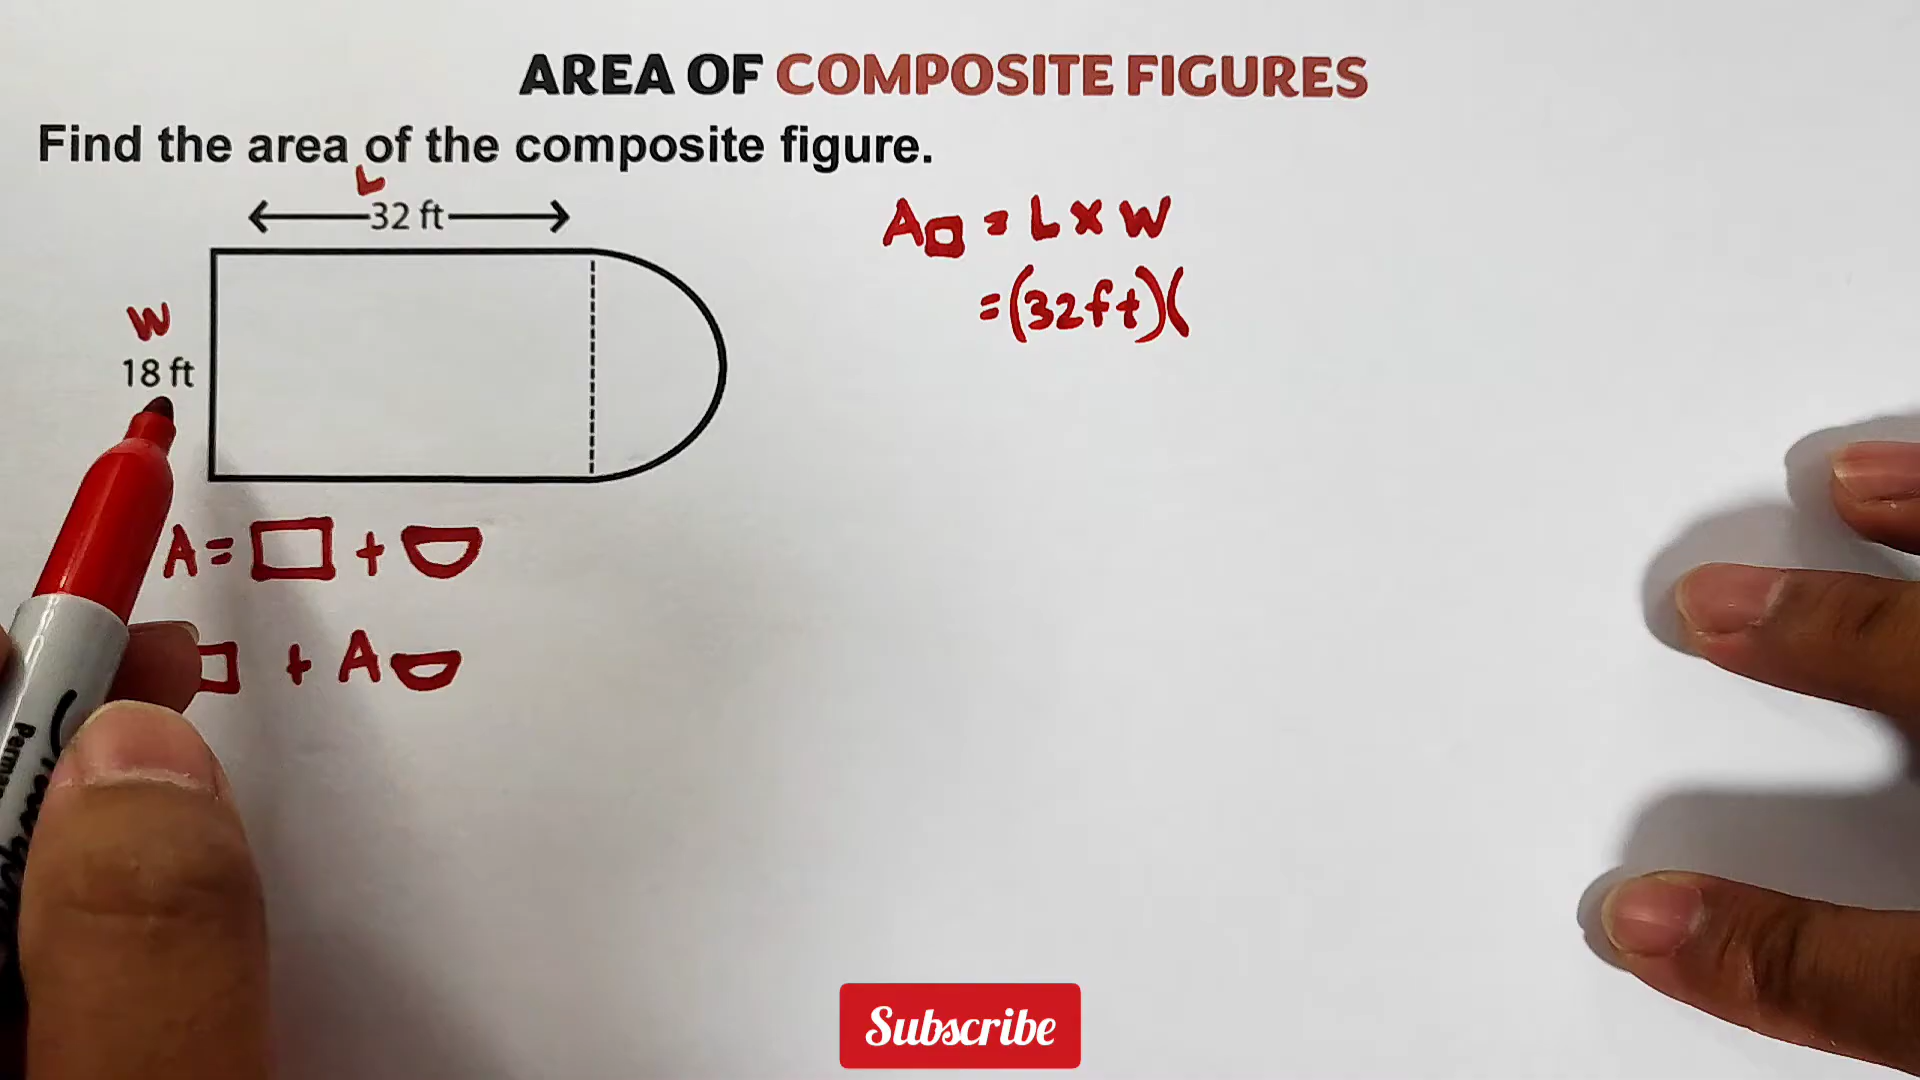 AREA OF COMPOSITE FIGURES
Find the area of the composite figure.
L
32 ft
W
18 ft
A = L x W
= (32ft)(
A = +
+ A
Subscribe